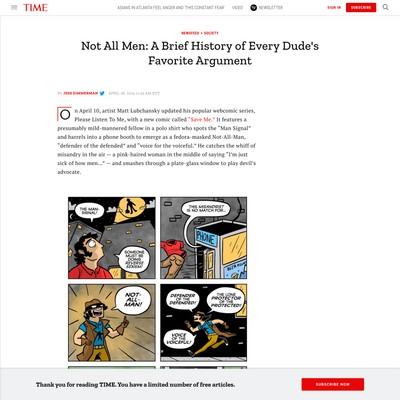 TIME
ASIANS IN ATLANTA FEEL ANGER AND 'THIS CONSTANT FEAR'
VIDEO
NEWSLETTER
SIGN IN
SUBSCRIBE
NEWSFEED • SOCIETY
Not All Men: A Brief History of Every Dude's
Favorite Argument
BY JESS ZIMMERMAN
On April 10, artist Matt Lubchansky updated his popular webcomic series,
Please Listen To Me, with a new comic called "Save Me." It features a
presumably mild-mannered fellow in a polo shirt who spots the "Man Signal"
and barrels into a phone booth to emerge as a fedora-masked Not-All-Man,
"defender of the defended" and "voice for the voiceful." He catches the whiff of
misandry in the air — a pink-haired woman in the middle of saying "I'm just
sick of how men..." — and smashes through a plate-glass window to play devil's
advocate.
THE MAN-
SIGNAL!
SOMEONE
MUST BE
DOING
REVERSE
SEXISM!
THIS MISANDRIST
IS NO MATCH FOR...
PHONE
NOT-
ALL-
MAN!
DEFENDER
OF THE
DEFENDED!
THE LONE
PROTECTOR
OF THE
PROTECTED!
VOICE
FOR THE
VOICEFUL!
Thank you for reading TIME. You have a limited number of free articles.
SUBSCRIBE NOW